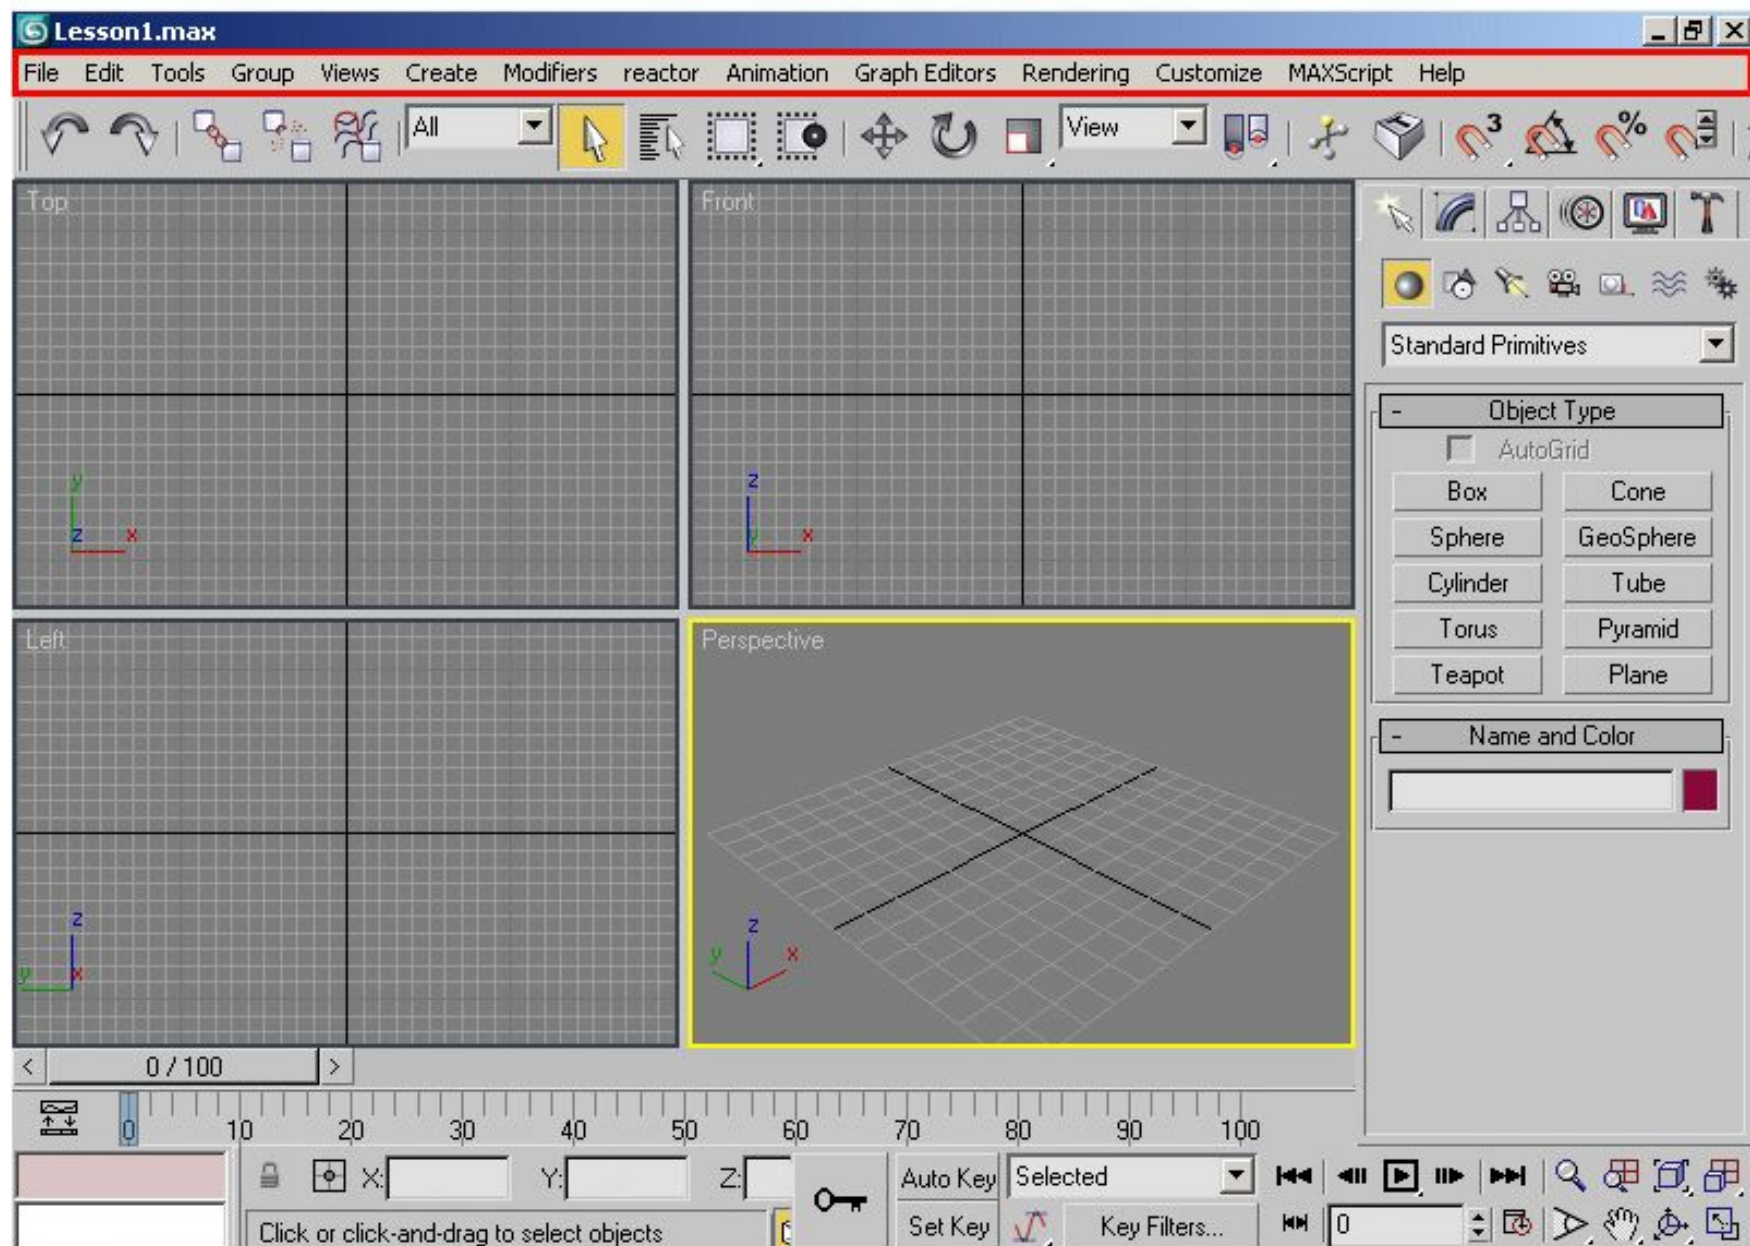 Lesson1.max
File Edit Tools Group Views Create Modifiers reactor Animation Graph Editors Rendering Customize MAXScript Help
All View 3 %
Top Front
y z x
z y x
Standard Primitives
- Object Type
AutoGrid
Box Cone
Sphere GeoSphere
Cylinder Tube
Torus Pyramid
Teapot Plane
- Name and Color
Left Perspective
z y x
z y x
< 0 / 100 >
0 10 20 30 40 50 60 70 80 90 100
X: Y: Z: Auto Key Selected
Click or click-and-drag to select objects Set Key Key Filters... 0